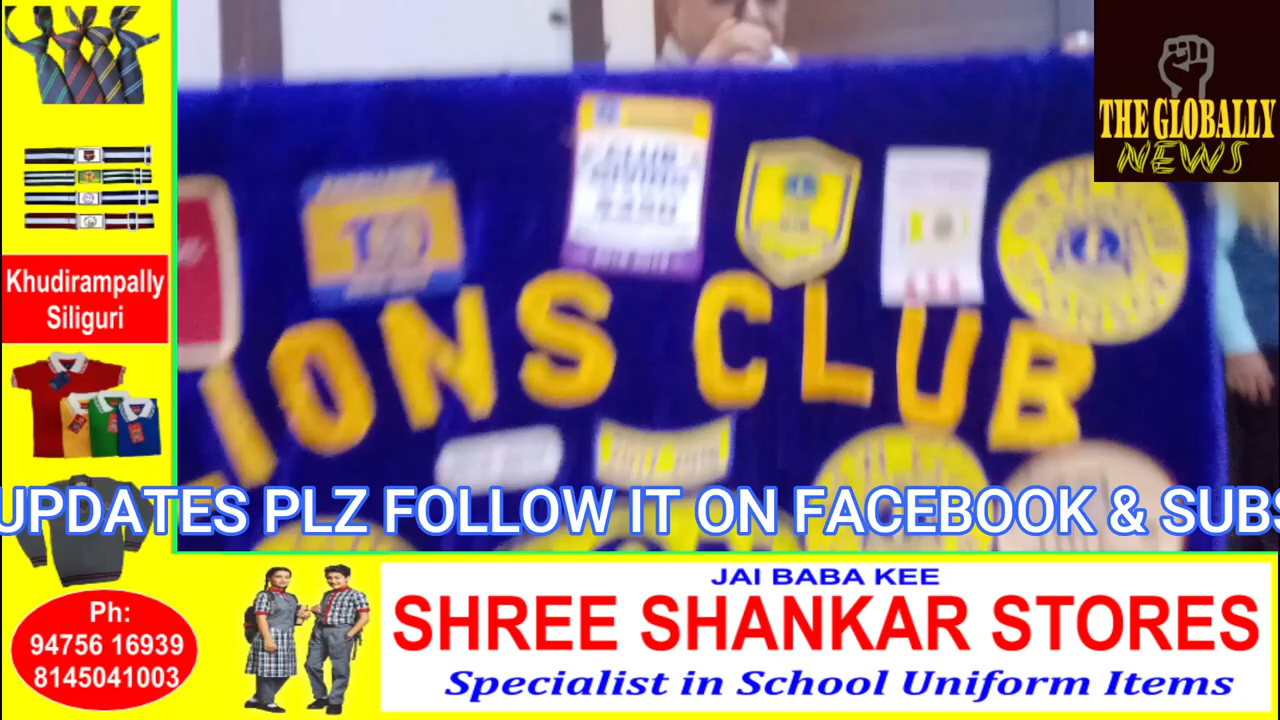 THE GLOBALLY
NEWS
Khudirampally
Siliguri
IONS CLUB
UPDATES PLZ FOLLOW IT ON FACEBOOK & SUBS
Ph:
94756 16939
8145041003
JAI BABA KEE
SHREE SHANKAR STORES
Specialist in School Uniform Items